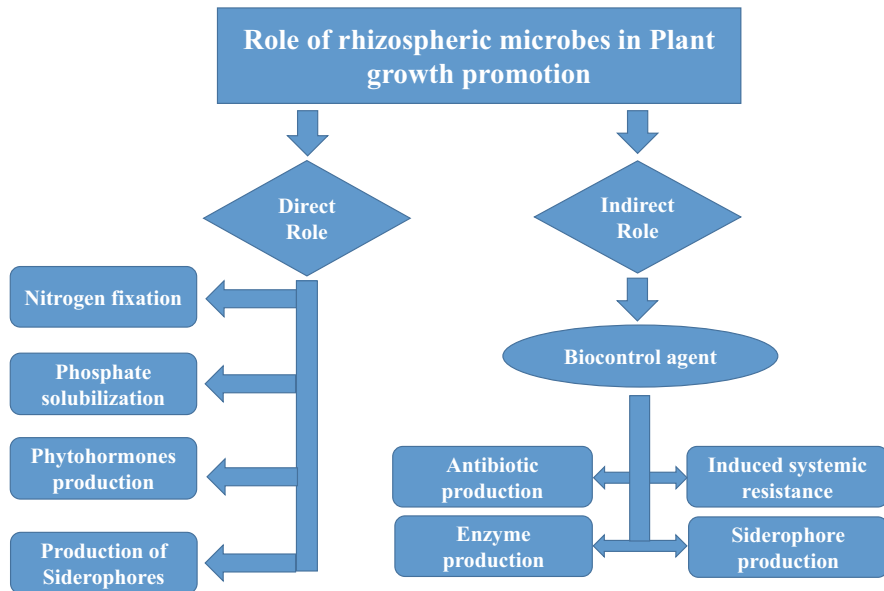 Role of rhizospheric microbes in Plant
growth promotion
Direct
Role
Indirect
Role
Nitrogen fixation
Phosphate
solubilization
Phytohormones
production
Production of
Siderophores
Biocontrol agent
Antibiotic
production
Induced systemic
resistance
Enzyme
production
Siderophore
production